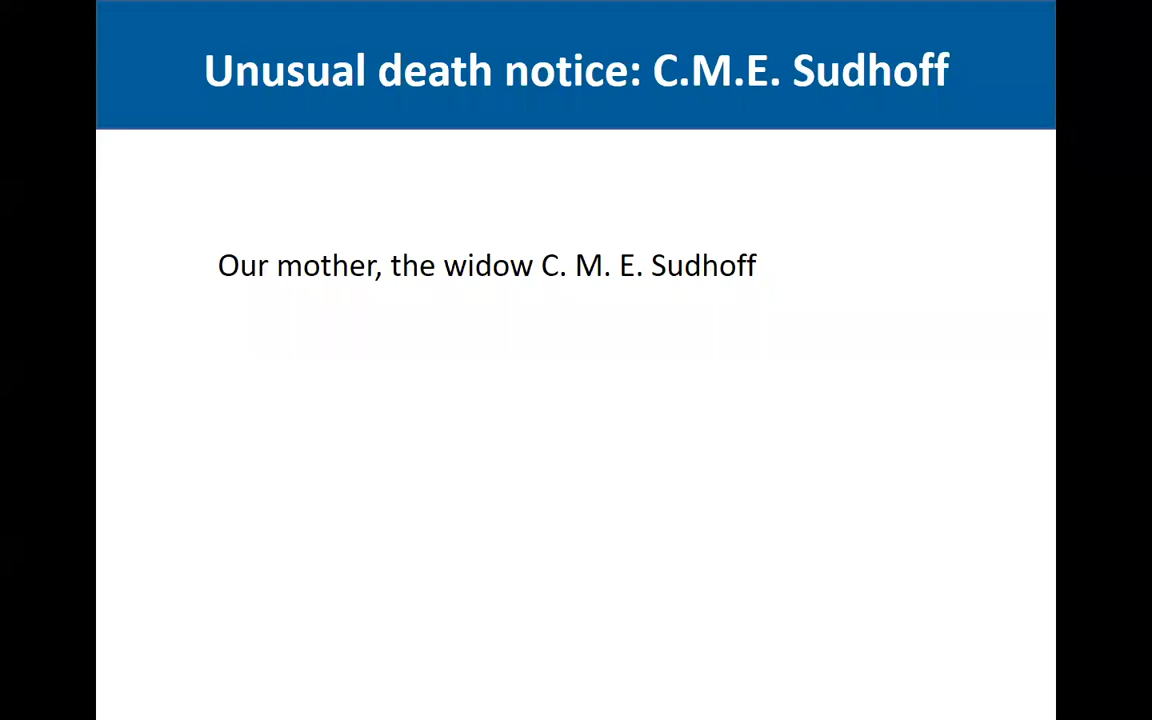 Unusual death notice: C.M.E. Sudhoff
Our mother, the widow C. M. E. Sudhoff